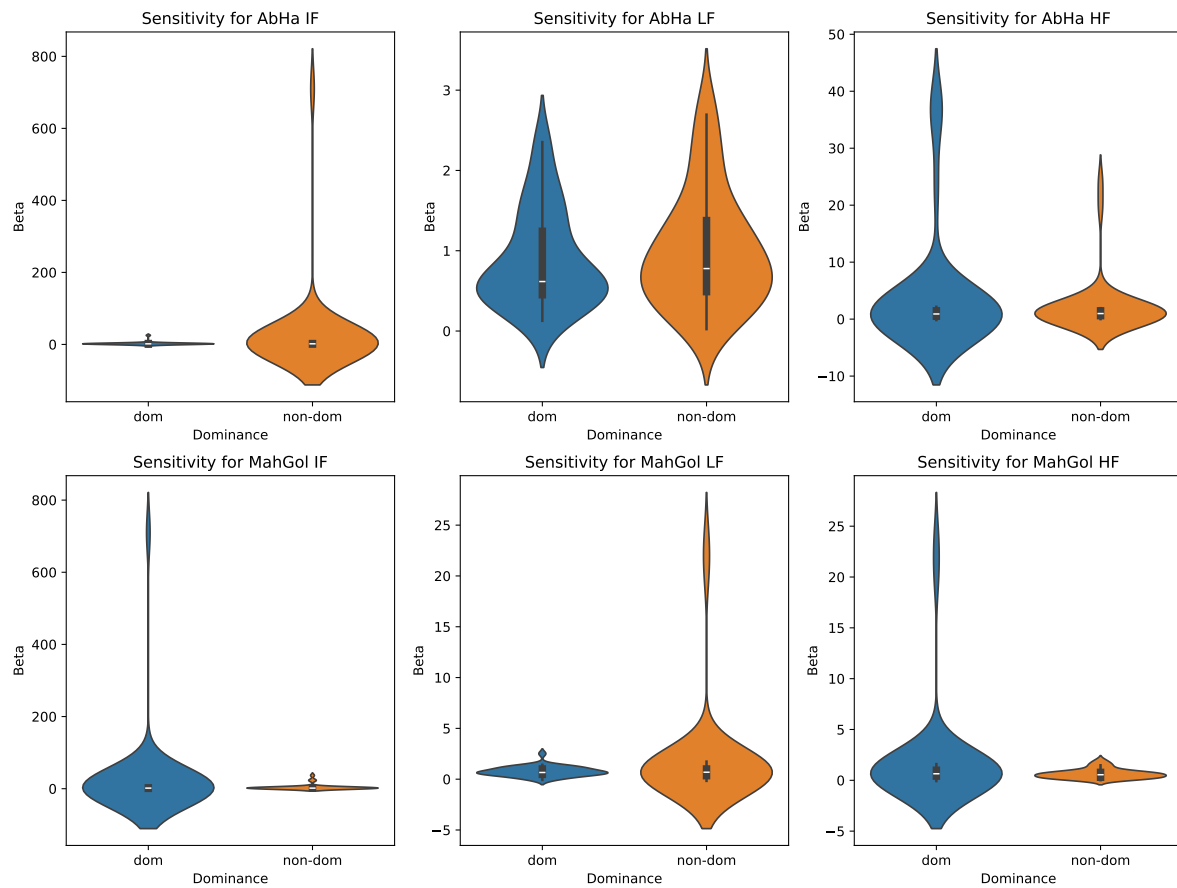 Sensitivity for AbHa IF
800
600
400
200
0
Beta
dom
non-dom
Dominance
Sensitivity for AbHa LF
3
2
1
0
Beta
dom
non-dom
Dominance
Sensitivity for AbHa HF
50
40
30
20
10
0
−10
Beta
dom
non-dom
Dominance
Sensitivity for MahGol IF
800
600
400
200
0
Beta
dom
non-dom
Dominance
Sensitivity for MahGol LF
25
20
15
10
5
0
−5
Beta
dom
non-dom
Dominance
Sensitivity for MahGol HF
25
20
15
10
5
0
−5
Beta
dom
non-dom
Dominance